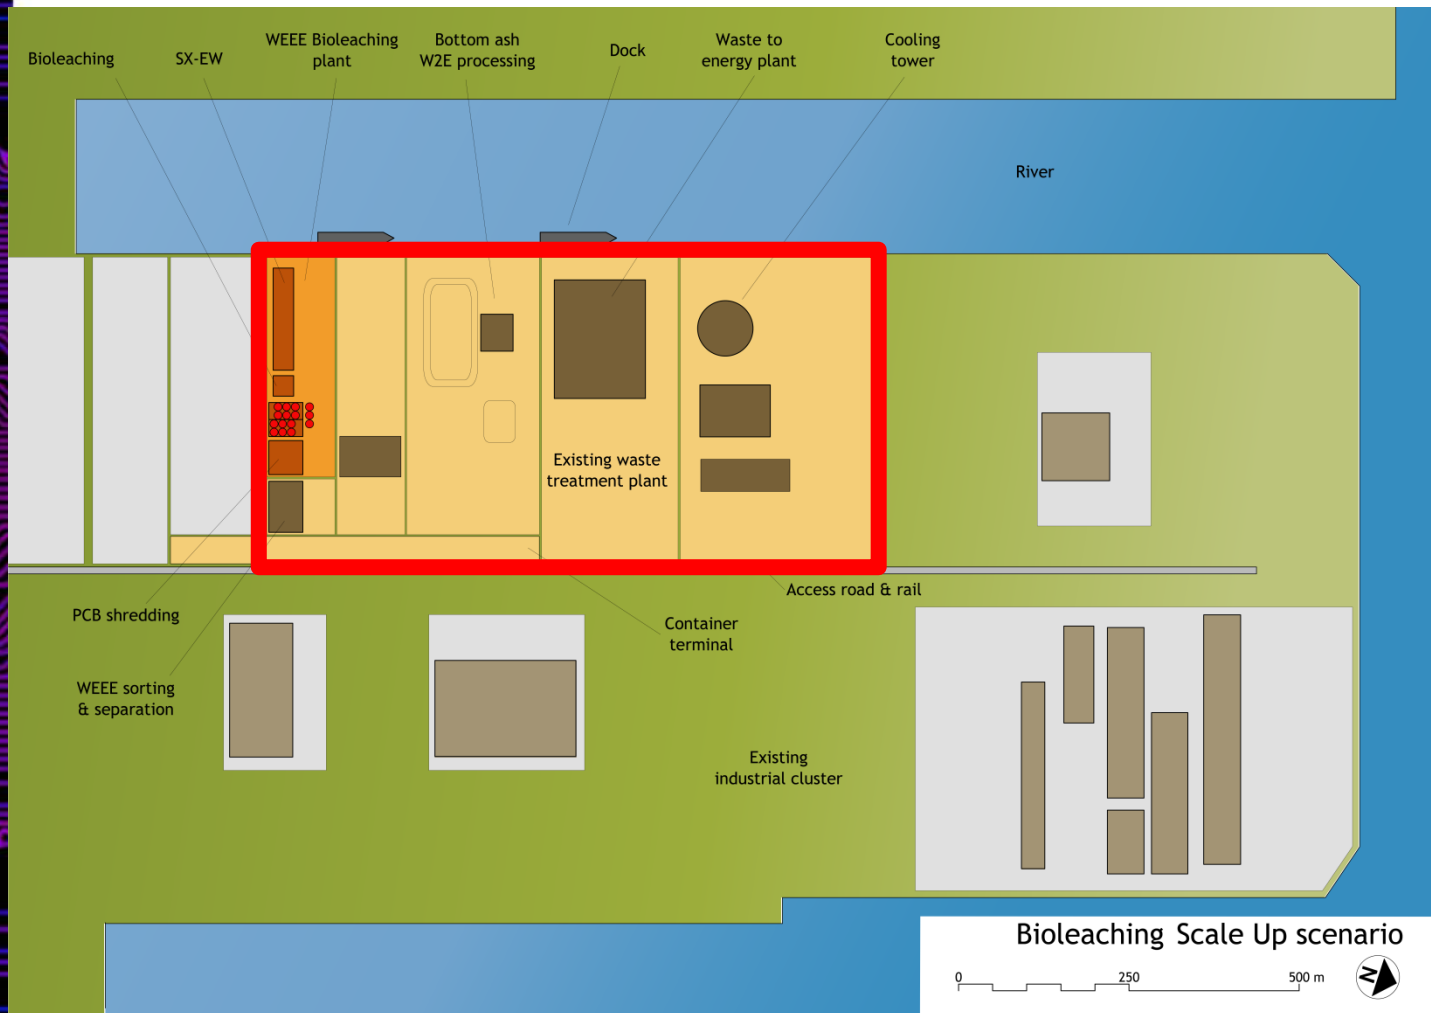 Bioleaching
SX-EW
WEEE Bioleaching
plant
Bottom ash
W2E processing
Dock
Waste to
energy plant
Cooling
tower
River
Existing waste
treatment plant
Access road & rail
PCB shredding
Container
terminal
WEEE sorting
& separation
Existing
industrial cluster
Bioleaching Scale Up scenario
0 250 500 m
N